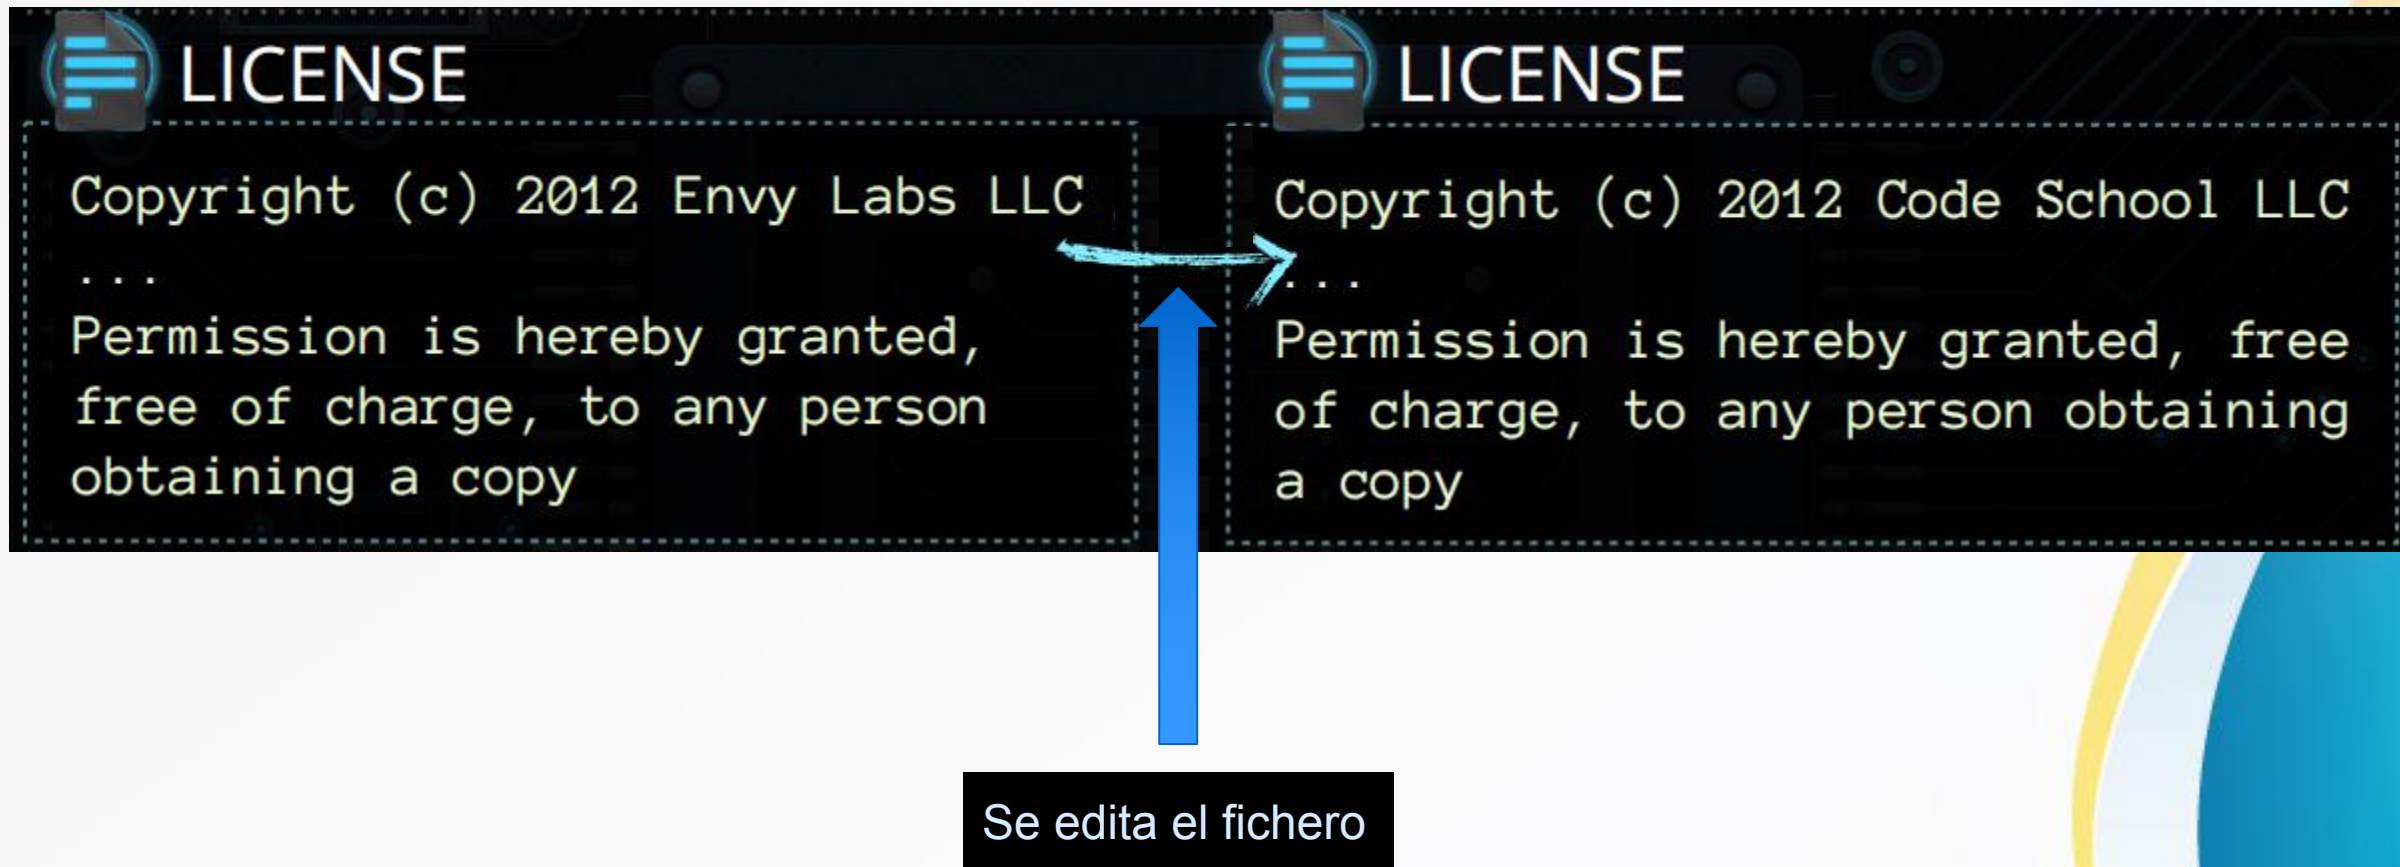 LICENSE
Copyright (c) 2012 Envy Labs LLC
...
Permission is hereby granted,
free of charge, to any person
obtaining a copy
LICENSE
Copyright (c) 2012 Code School LLC
...
Permission is hereby granted, free
of charge, to any person obtaining
a copy
Se edita el fichero